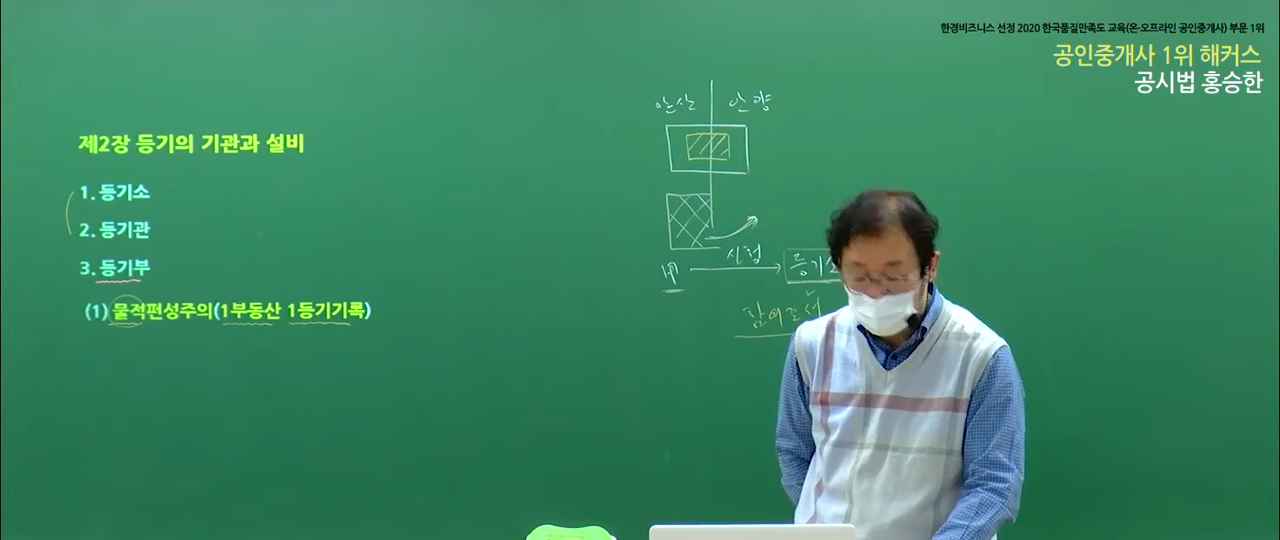 한경비즈니스 선정 2020 한국품질만족도 교육(온·오프라인 공인중개사) 부문 1위
공인중개사 1위 해커스
공시법 홍승한
제2장 등기의 기관과 설비
1. 등기소
2. 등기관
3. 등기부
(1) 물적편성주의(1부동산 1등기기록)
안산 안양
甲 신청